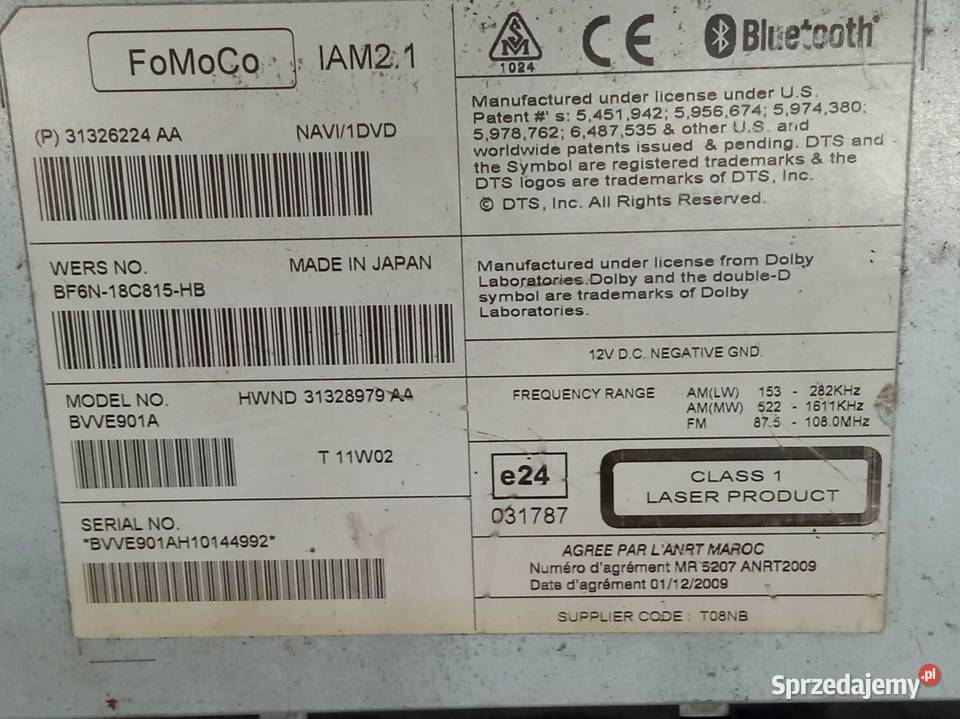 FoMoCo IAM2.1
(P) 31326224 AA NAVI/1DVD
WERS NO. MADE IN JAPAN
BF6N-18C815-HB
MODEL NO. HWND 31328979 AA
BVVE901A
T 11W02
SERIAL NO.
*BVVE901AH10144992*
SM
1024
CE
Bluetooth
Manufactured under license under U.S.
Patent #' s: 5,451,942; 5,956,674; 5,974,380;
5,978,762; 6,487,535 & other U.S. and
worldwide patents issued & pending. DTS and
the Symbol are registered trademarks & the
DTS logos are trademarks of DTS, Inc.
© DTS, Inc. All Rights Reserved.
Manufactured under license from Dolby
Laboratories.Dolby and the double-D
symbol are trademarks of Dolby
Laboratories.
12V D.C. NEGATIVE GND.
FREQUENCY RANGE AM(LW) 153 - 282KHz
AM(MW) 522 - 1611KHz
FM 87.5 - 108.0MHz
e24
031787
CLASS 1
LASER PRODUCT
AGREE PAR L'ANRT MAROC
Numéro d'agrément MR 5207 ANRT2009
Date d'agrément 01/12/2009
SUPPLIER CODE : T08NB
Sprzedajemy.pl